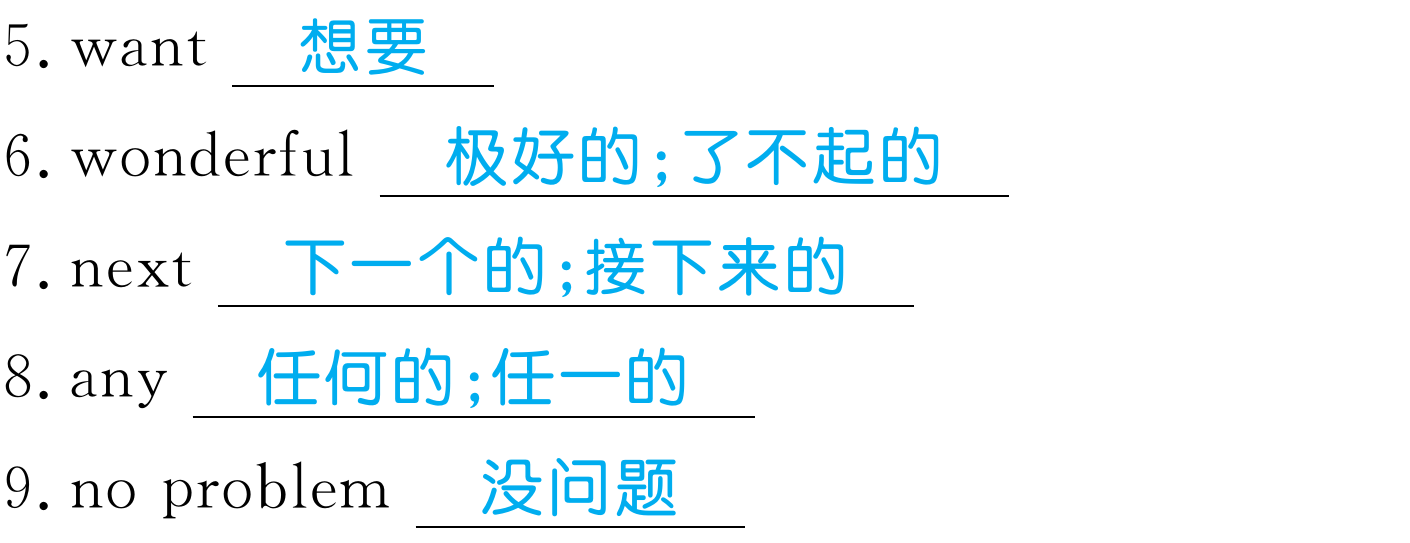 5. want 想要
6. wonderful 极好的;了不起的
7. next 下一个的;接下来的
8. any 任何的;任一的
9. no problem 没问题